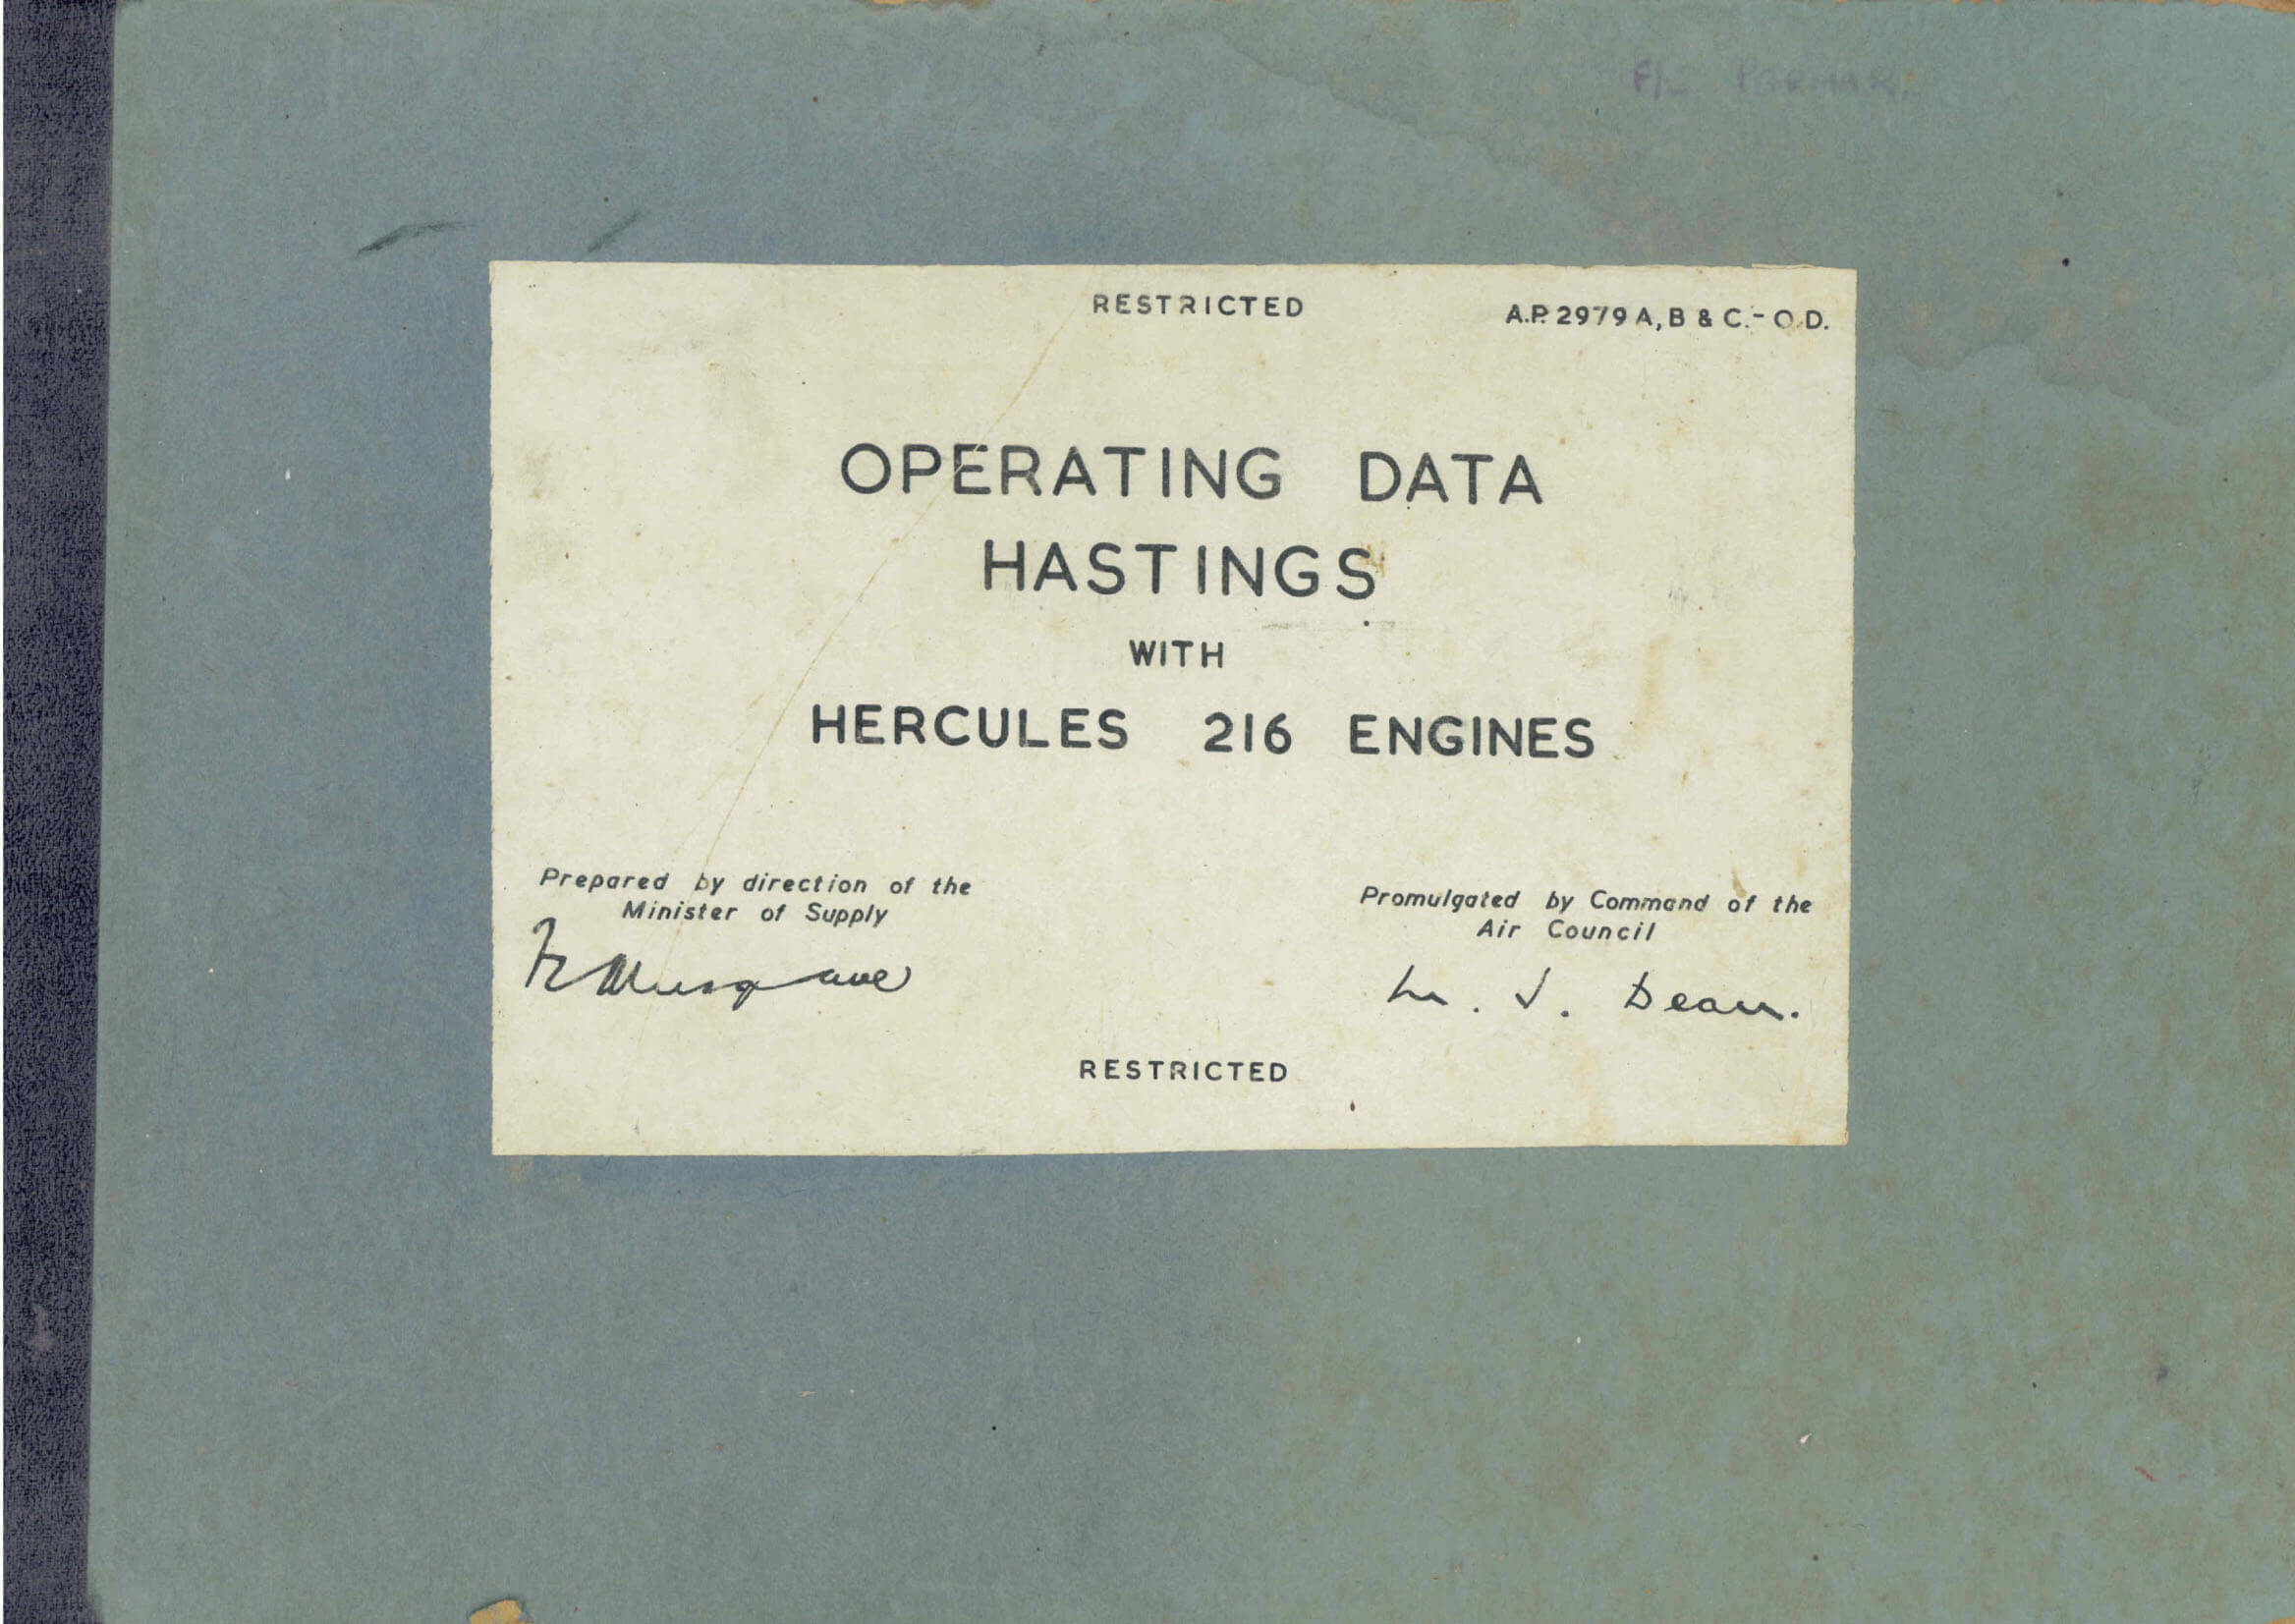 RESTRICTED
A.P. 2979 A, B & C. - O.D.
OPERATING DATA
HASTINGS
WITH
HERCULES 216 ENGINES
Prepared by direction of the
Minister of Supply
Promulgated by Command of the
Air Council
M. J. Dean.
RESTRICTED